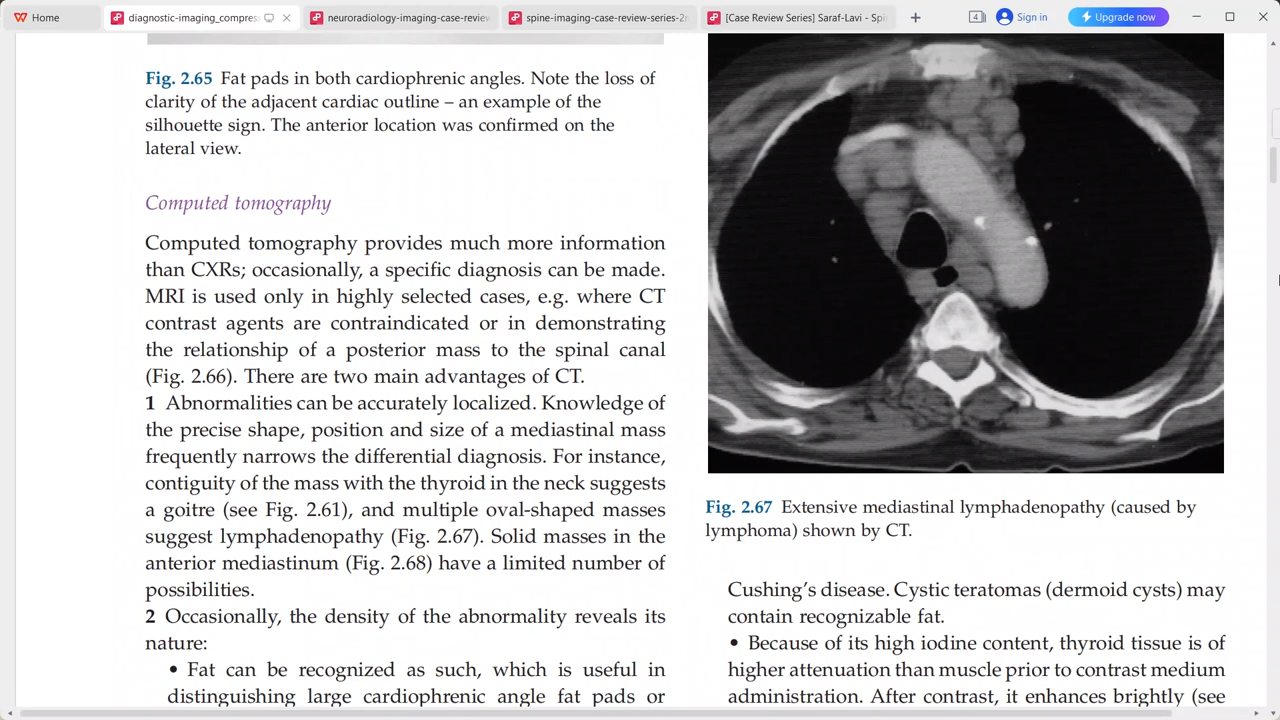 Home
diagnostic-imaging_compress
neuroradiology-imaging-case-review
spine-imaging-case-review-series-2
[Case Review Series] Saraf-Lavi - Spi
4
Sign in
Upgrade now
Fig. 2.65 Fat pads in both cardiophrenic angles. Note the loss of
clarity of the adjacent cardiac outline – an example of the
silhouette sign. The anterior location was confirmed on the
lateral view.
Computed tomography
Computed tomography provides much more information
than CXRs; occasionally, a specific diagnosis can be made.
MRI is used only in highly selected cases, e.g. where CT
contrast agents are contraindicated or in demonstrating
the relationship of a posterior mass to the spinal canal
(Fig. 2.66). There are two main advantages of CT.
1 Abnormalities can be accurately localized. Knowledge of
the precise shape, position and size of a mediastinal mass
frequently narrows the differential diagnosis. For instance,
contiguity of the mass with the thyroid in the neck suggests
a goitre (see Fig. 2.61), and multiple oval-shaped masses
suggest lymphadenopathy (Fig. 2.67). Solid masses in the
anterior mediastinum (Fig. 2.68) have a limited number of
possibilities.
2 Occasionally, the density of the abnormality reveals its
nature:
• Fat can be recognized as such, which is useful in
distinguishing large cardiophrenic angle fat pads or
Fig. 2.67 Extensive mediastinal lymphadenopathy (caused by
lymphoma) shown by CT.
Cushing's disease. Cystic teratomas (dermoid cysts) may
contain recognizable fat.
• Because of its high iodine content, thyroid tissue is of
higher attenuation than muscle prior to contrast medium
administration. After contrast, it enhances brightly (see